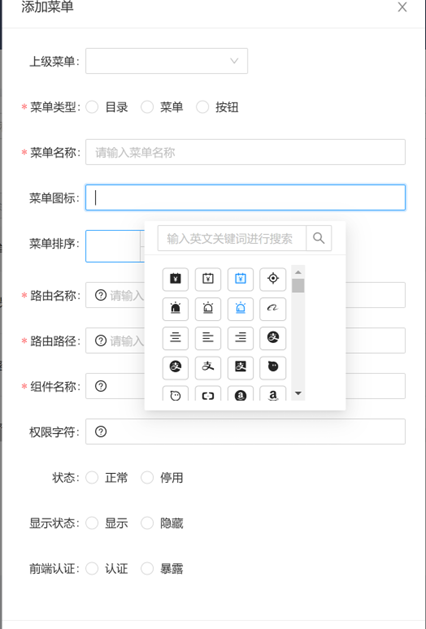 添加菜单
上级菜单：
* 菜单类型： 目录 菜单 按钮
* 菜单名称： 请输入菜单名称
菜单图标：
输入英文关键词进行搜索
菜单排序：
* 路由名称： 请输入
* 路由路径： 请输入
* 组件名称：
权限字符：
状态： 正常 停用
显示状态： 显示 隐藏
前端认证： 认证 暴露